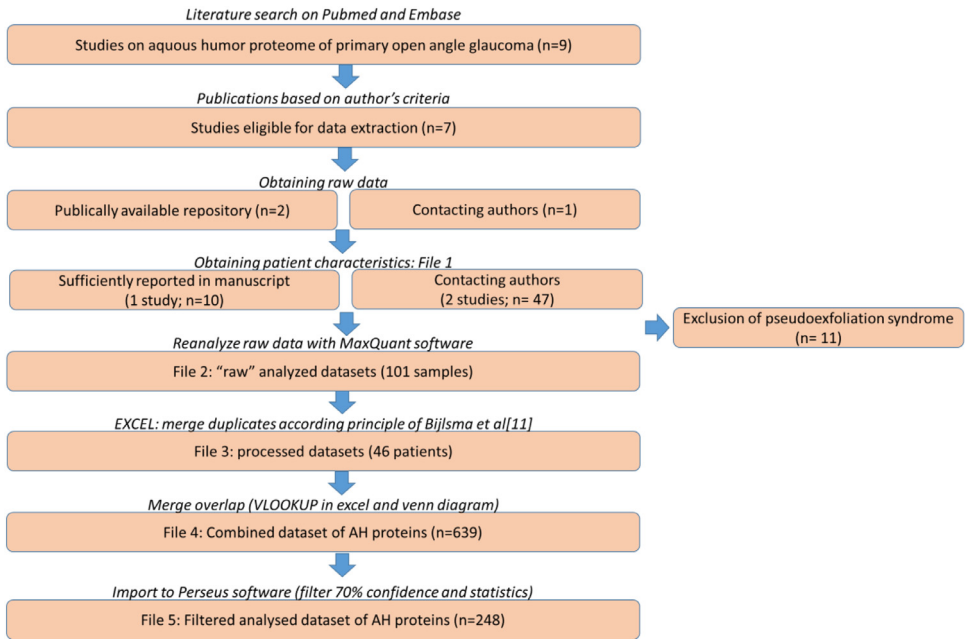 Literature search on Pubmed and Embase
Studies on aquous humor proteome of primary open angle glaucoma (n=9)
Publications based on author's criteria
Studies eligible for data extraction (n=7)
Obtaining raw data
Publically available repository (n=2)
Contacting authors (n=1)
Obtaining patient characteristics: File 1
Sufficiently reported in manuscript
(1 study; n=10)
Contacting authors
(2 studies; n= 47)
Exclusion of pseudoexfoliation syndrome
(n= 11)
Reanalyze raw data with MaxQuant software
File 2: “raw” analyzed datasets (101 samples)
EXCEL: merge duplicates according principle of Bijlsma et al[11]
File 3: processed datasets (46 patients)
Merge overlap (VLOOKUP in excel and venn diagram)
File 4: Combined dataset of AH proteins (n=639)
Import to Perseus software (filter 70% confidence and statistics)
File 5: Filtered analysed dataset of AH proteins (n=248)